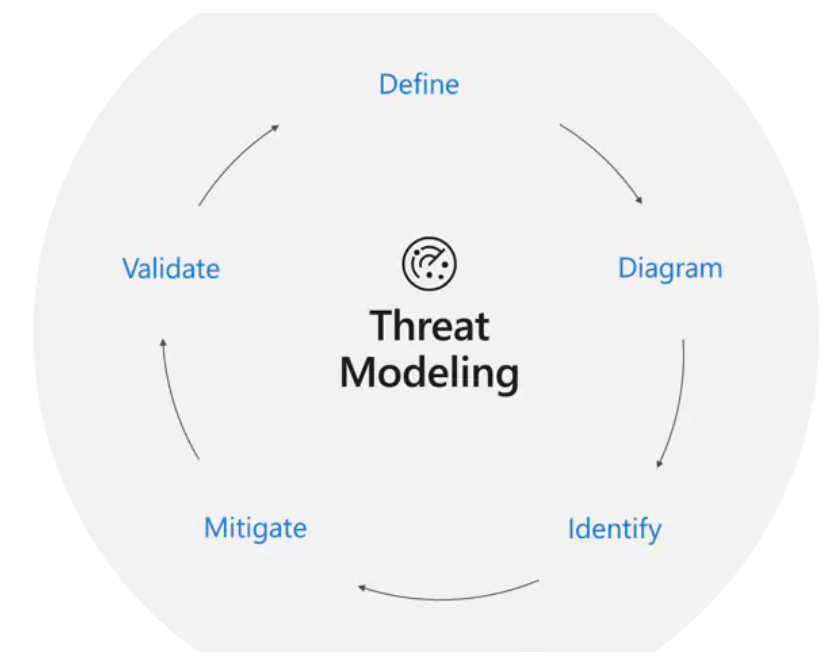 Define
Diagram
Identify
Mitigate
Validate
Threat
Modeling